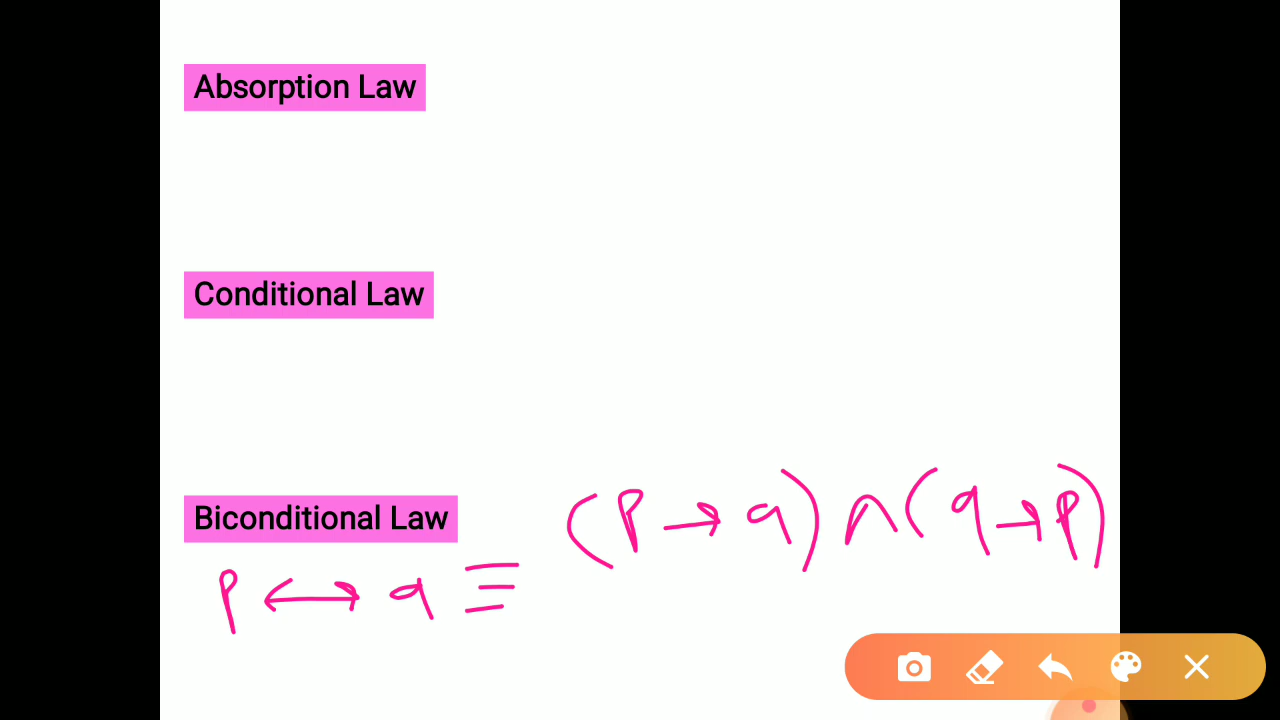 Absorption Law
Conditional Law
Biconditional Law
p ↔ q ≡ (p → q) ∧ (q → p)